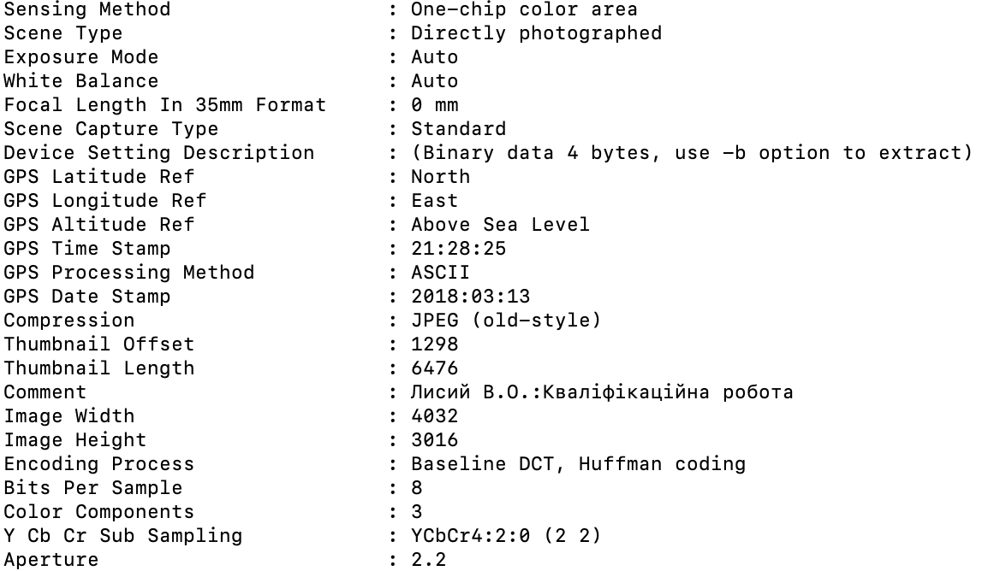 Sensing Method : One-chip color area
Scene Type : Directly photographed
Exposure Mode : Auto
White Balance : Auto
Focal Length In 35mm Format : 0 mm
Scene Capture Type : Standard
Device Setting Description : (Binary data 4 bytes, use -b option to extract)
GPS Latitude Ref : North
GPS Longitude Ref : East
GPS Altitude Ref : Above Sea Level
GPS Time Stamp : 21:28:25
GPS Processing Method : ASCII
GPS Date Stamp : 2018:03:13
Compression : JPEG (old-style)
Thumbnail Offset : 1298
Thumbnail Length : 6476
Comment : Лисий В.О.:Кваліфікаційна робота
Image Width : 4032
Image Height : 3016
Encoding Process : Baseline DCT, Huffman coding
Bits Per Sample : 8
Color Components : 3
Y Cb Cr Sub Sampling : YCbCr4:2:0 (2 2)
Aperture : 2.2